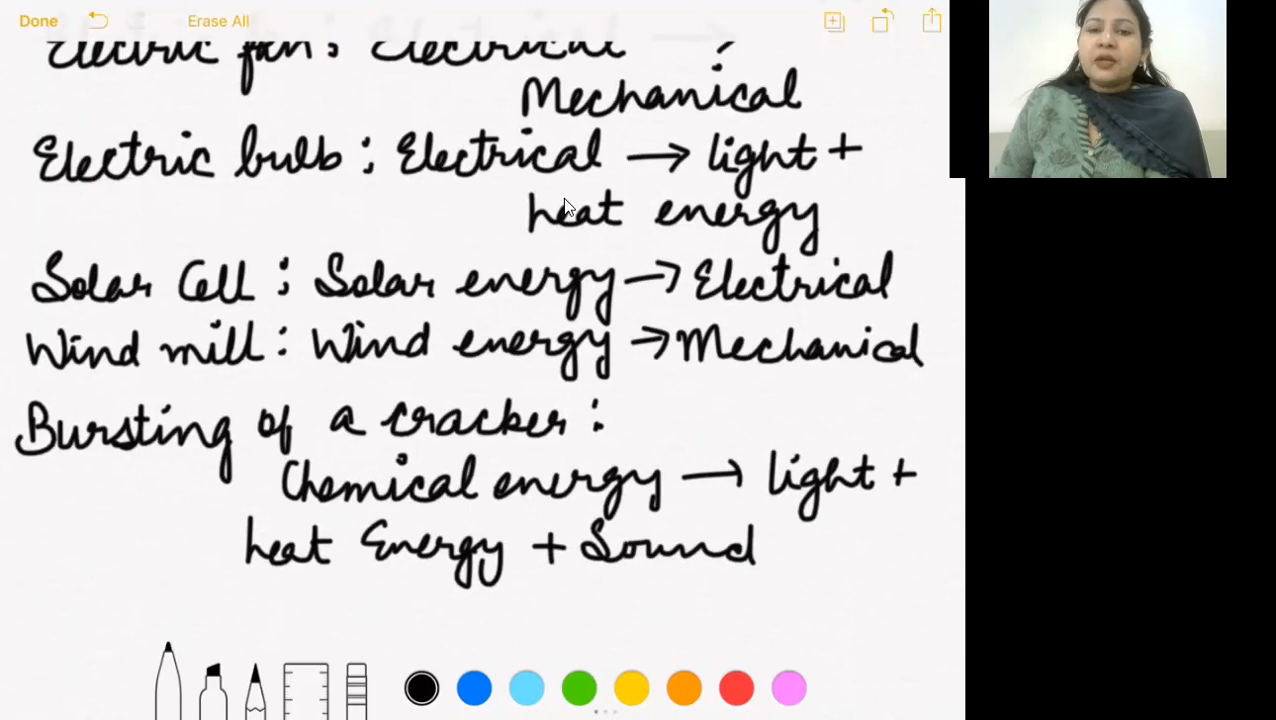 Done
Erase All
Electric fan : Electrical
Mechanical
Electric bulb : Electrical → light +
heat energy
Solar Cell : Solar energy → Electrical
Wind mill : Wind energy → Mechanical
Bursting of a cracker :
Chemical energy → light +
heat Energy + Sound